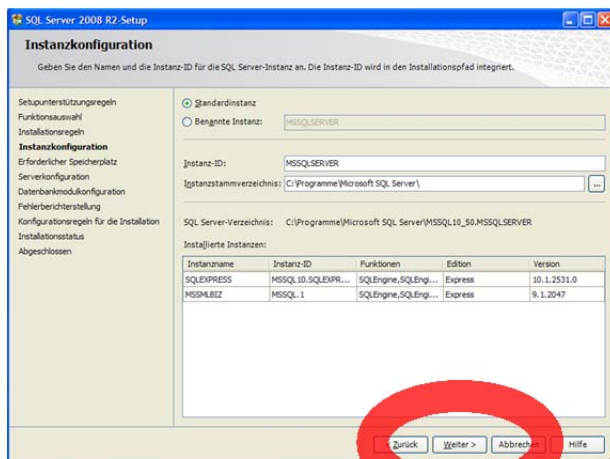 SQL Server 2008 R2-Setup
Instanzkonfiguration
Geben Sie den Namen und die Instanz-ID für die SQL Server-Instanz an. Die Instanz-ID wird in den Installationspfad integriert.
Setupunterstützungsregeln
Funktionsauswahl
Installationsregeln
Instanzkonfiguration
Erforderlicher Speicherplatz
Serverkonfiguration
Datenbankmodulkonfiguration
Fehlerberichterstellung
Konfigurationsregeln für die Installation
Installationsstatus
Abgeschlossen
Standardinstanz
Benannte Instanz: MSSQLSERVER
Instanz-ID: MSSQLSERVER
Instanzstammverzeichnis: C:\Programme\Microsoft SQL Server\ ...
SQL Server-Verzeichnis: C:\Programme\Microsoft SQL Server\MSSQL10_50.MSSQLSERVER
Installierte Instanzen:
Instanzname Instanz-ID Funktionen Edition Version
SQLEXPRESS MSSQL10.SQLEXPR... SQLEngine,SQLEngi... Express 10.1.2531.0
MSSMLBIZ MSSQL.1 SQLEngine,SQLEngi... Express 9.1.2047
< Zurück Weiter > Abbrechen Hilfe